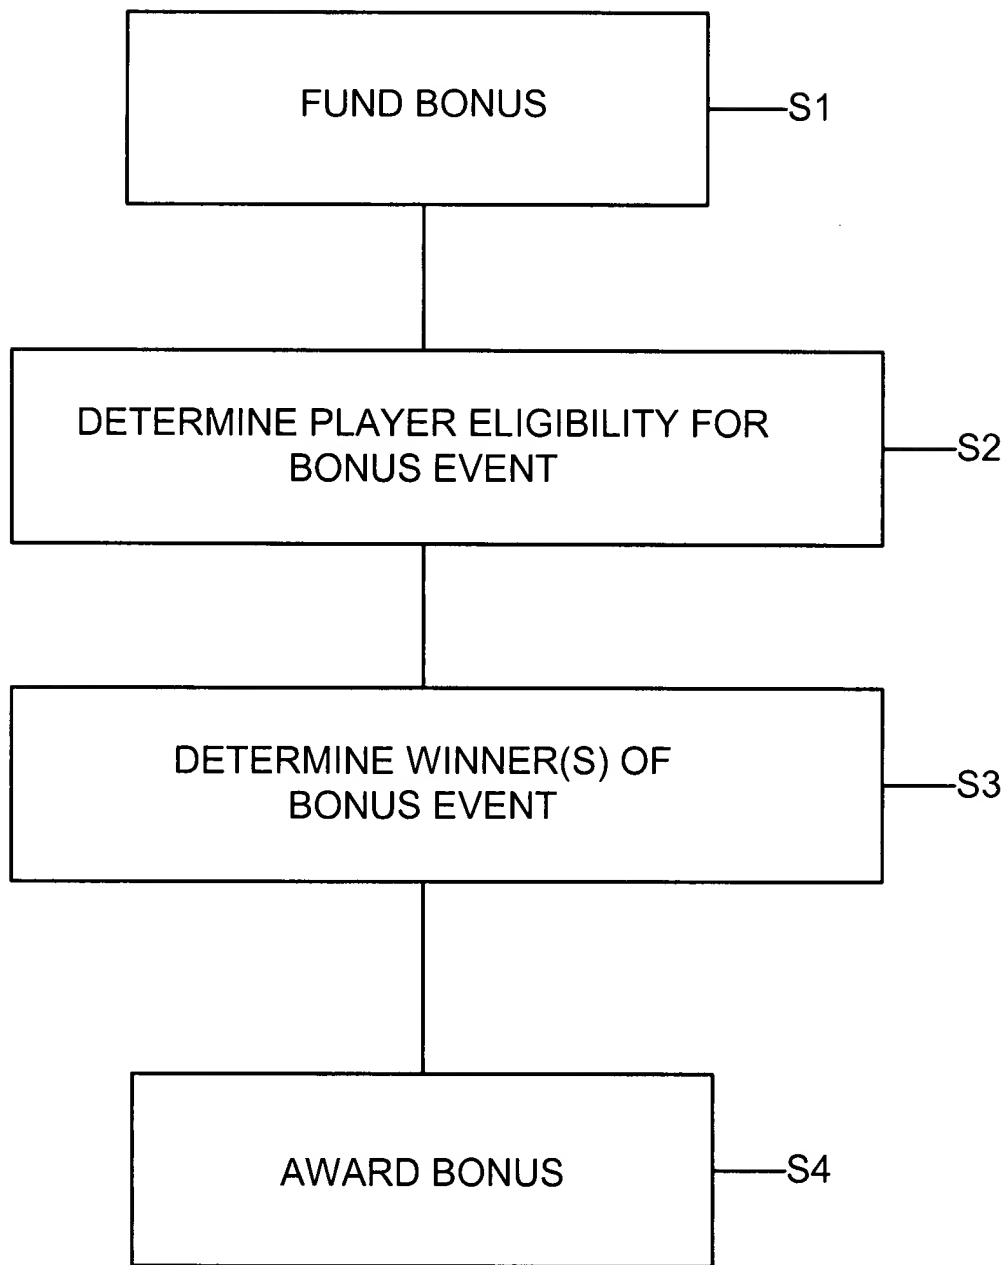 FUND BONUS
S1
DETERMINE PLAYER ELIGIBILITY FOR
BONUS EVENT
S2
DETERMINE WINNER(S) OF
BONUS EVENT
S3
AWARD BONUS
S4